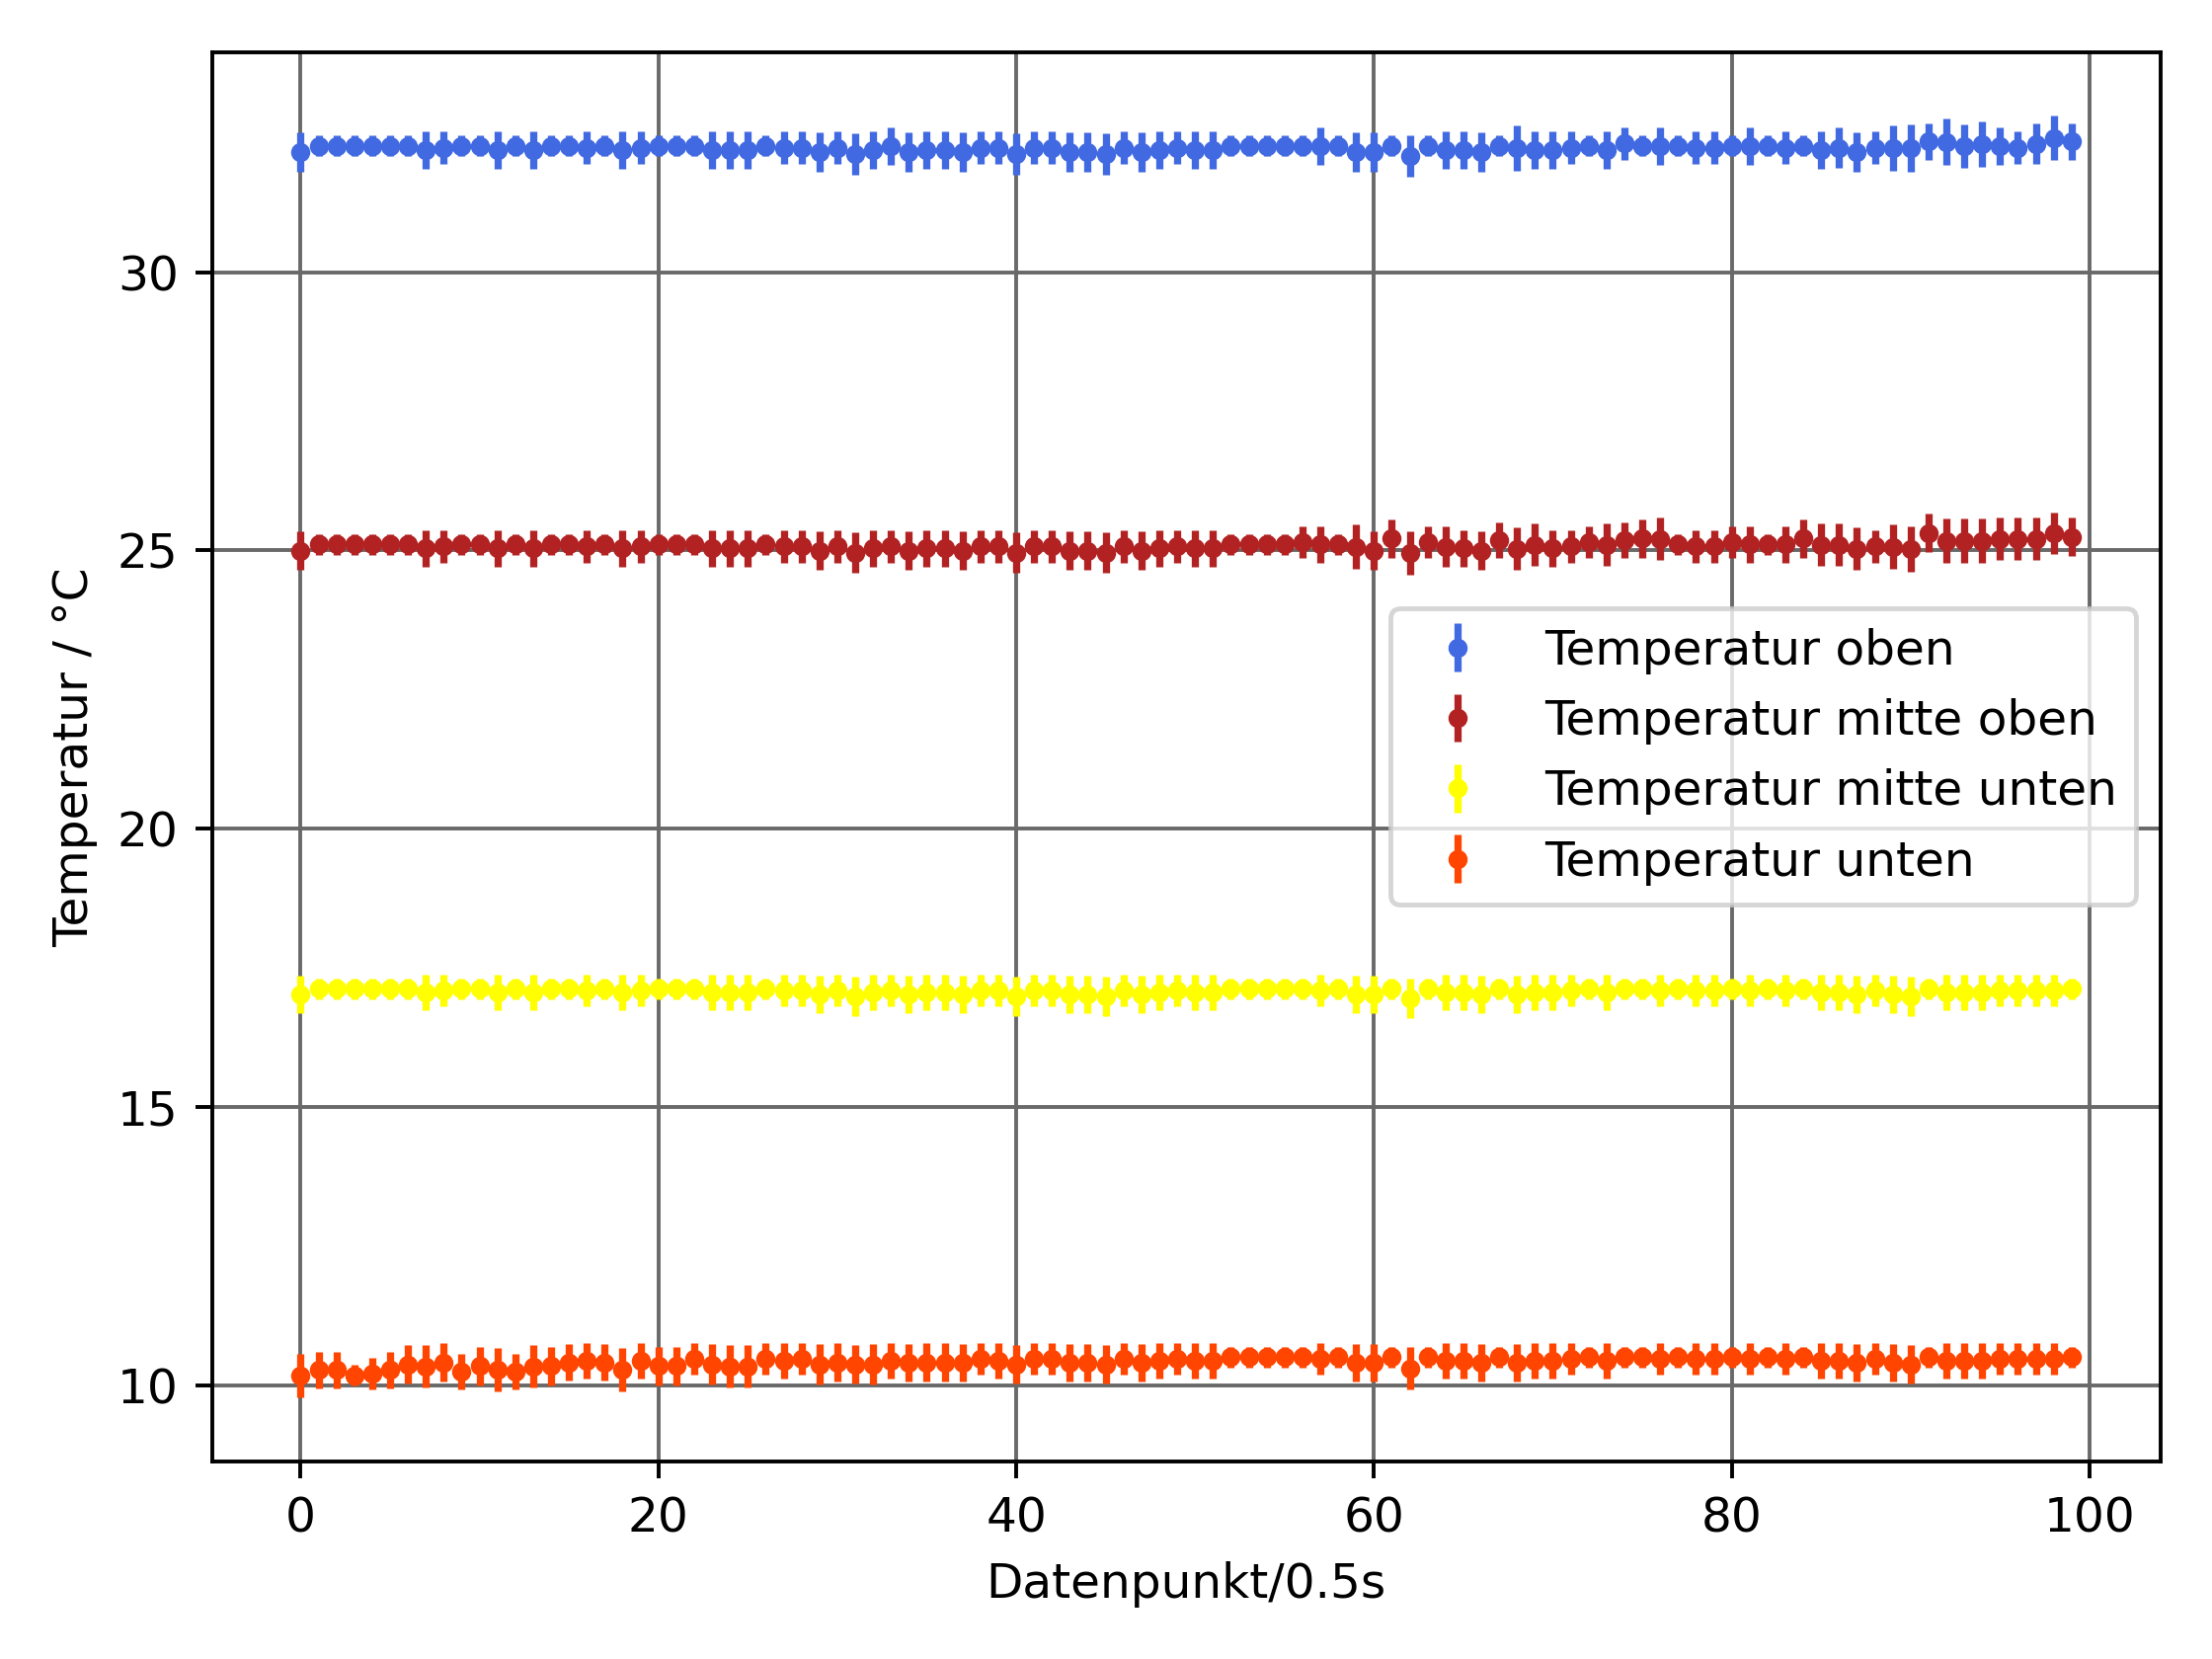 30
25
20
15
10
Temperatur / °C
Temperatur oben
Temperatur mitte oben
Temperatur mitte unten
Temperatur unten
0 20 40 60 80 100
Datenpunkt/0.5s